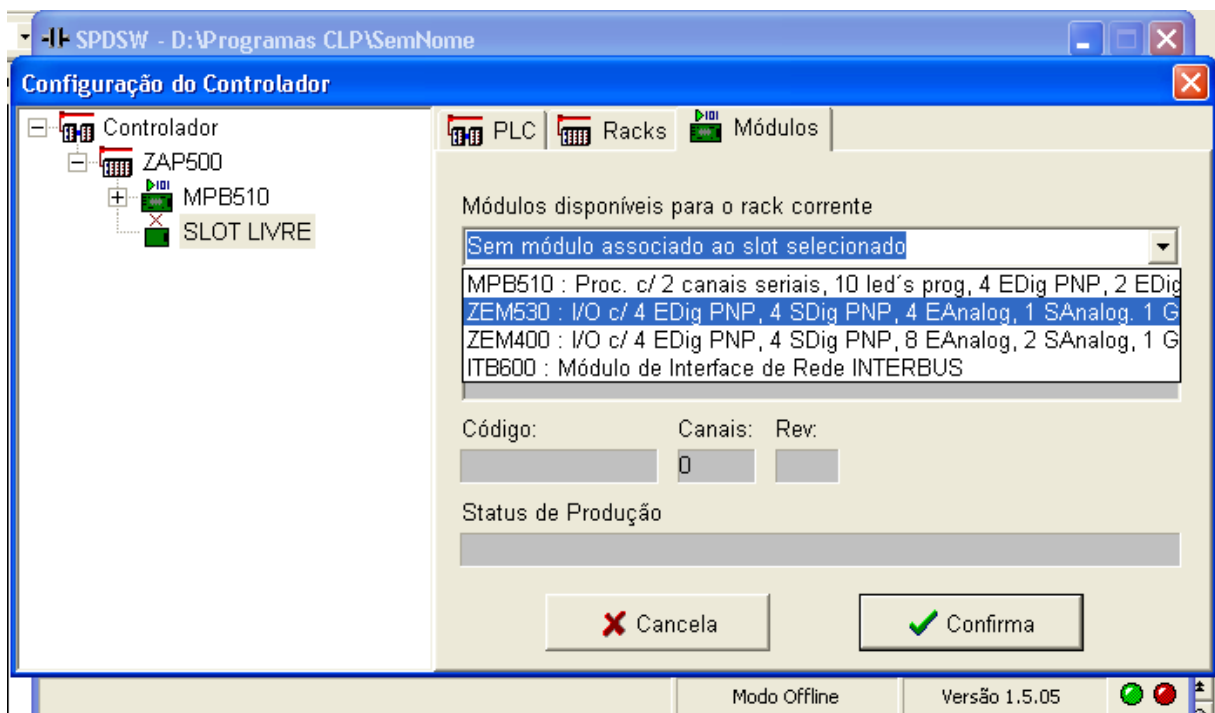 SPDSW - D:\Programas CLP\SemNome
Configuração do Controlador
Controlador
ZAP500
MPB510
SLOT LIVRE
PLC
Racks
Módulos
Módulos disponíveis para o rack corrente
Sem módulo associado ao slot selecionado
MPB510 : Proc. c/ 2 canais seriais, 10 led´s prog, 4 EDig PNP, 2 EDig
ZEM530 : I/O c/ 4 EDig PNP, 4 SDig PNP, 4 EAnalog, 1 SAnalog. 1 G
ZEM400 : I/O c/ 4 EDig PNP, 4 SDig PNP, 8 EAnalog, 2 SAnalog, 1 G
ITB600 : Módulo de Interface de Rede INTERBUS
Código: Canais: Rev:
0
Status de Produção
Cancela
Confirma
Modo Offline
Versão 1.5.05